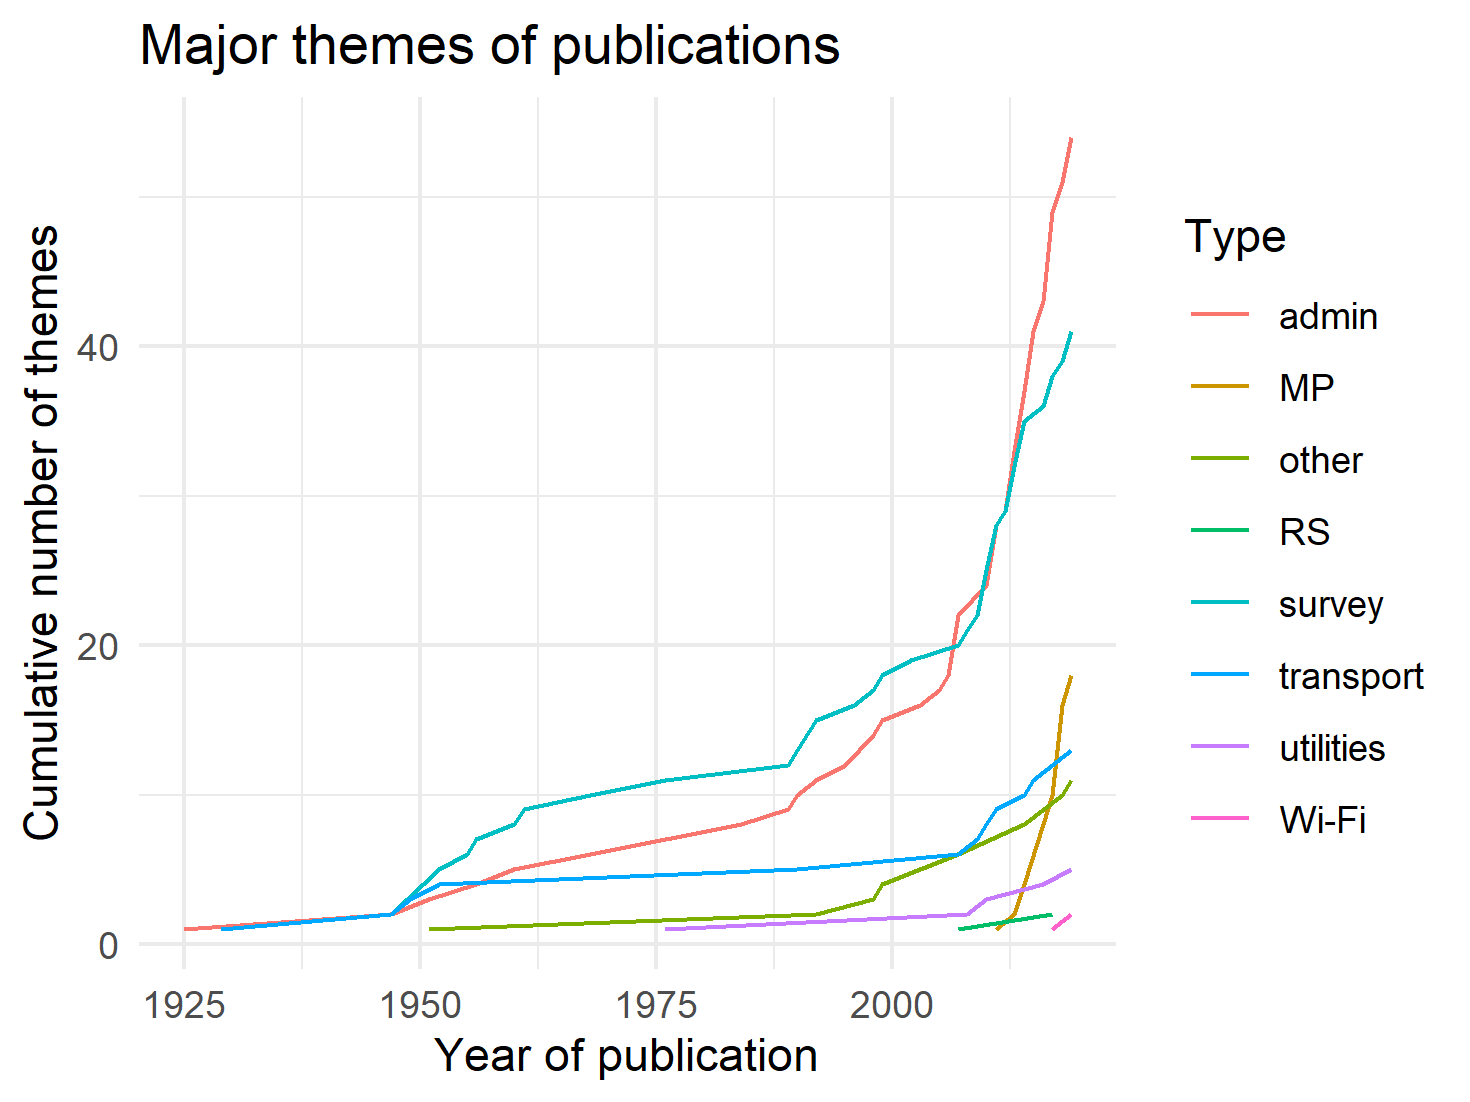 Major themes of publications
Cumulative number of themes
40
20
0
1925 1950 1975 2000
Year of publication
Type
admin
MP
other
RS
survey
transport
utilities
Wi-Fi